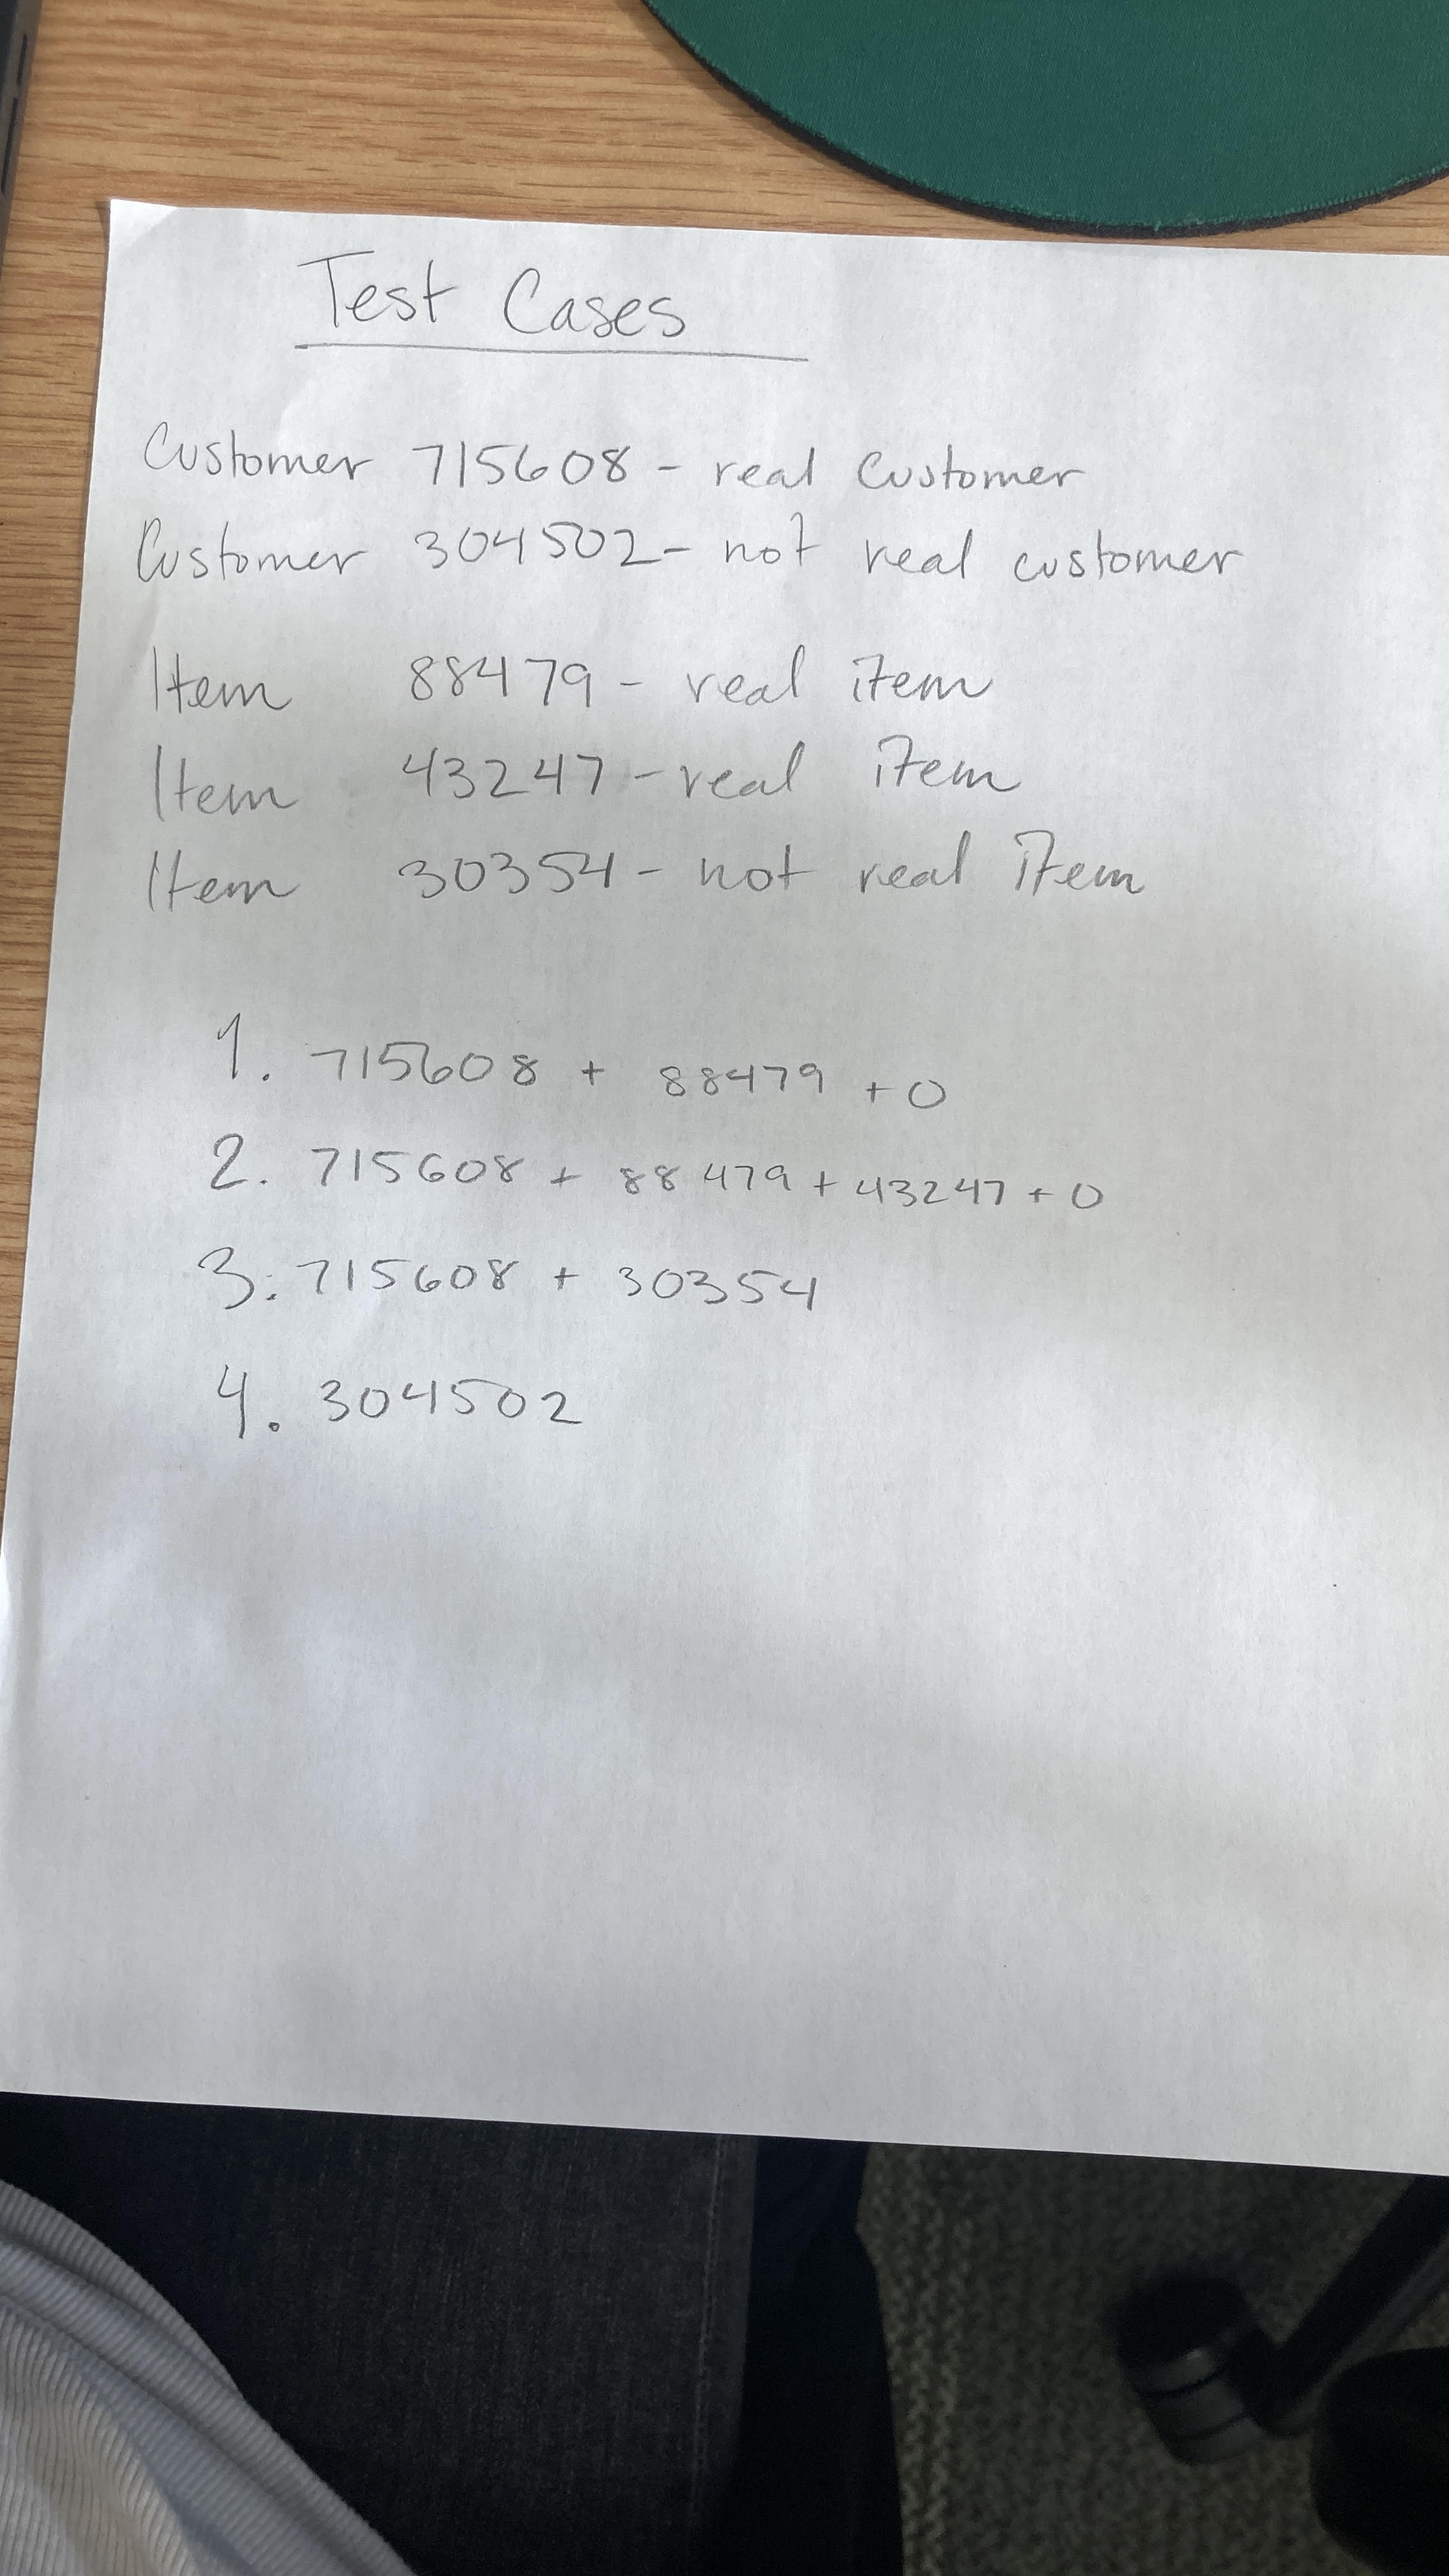 Test Cases
Customer 715608 - real customer
Customer 304502 - not real customer
Item 88479 - real item
Item 43247 - real item
Item 30354 - not real item
1. 715608 + 88479 + 0
2. 715608 + 88479 + 43247 + 0
3. 715608 + 30354
4. 304502